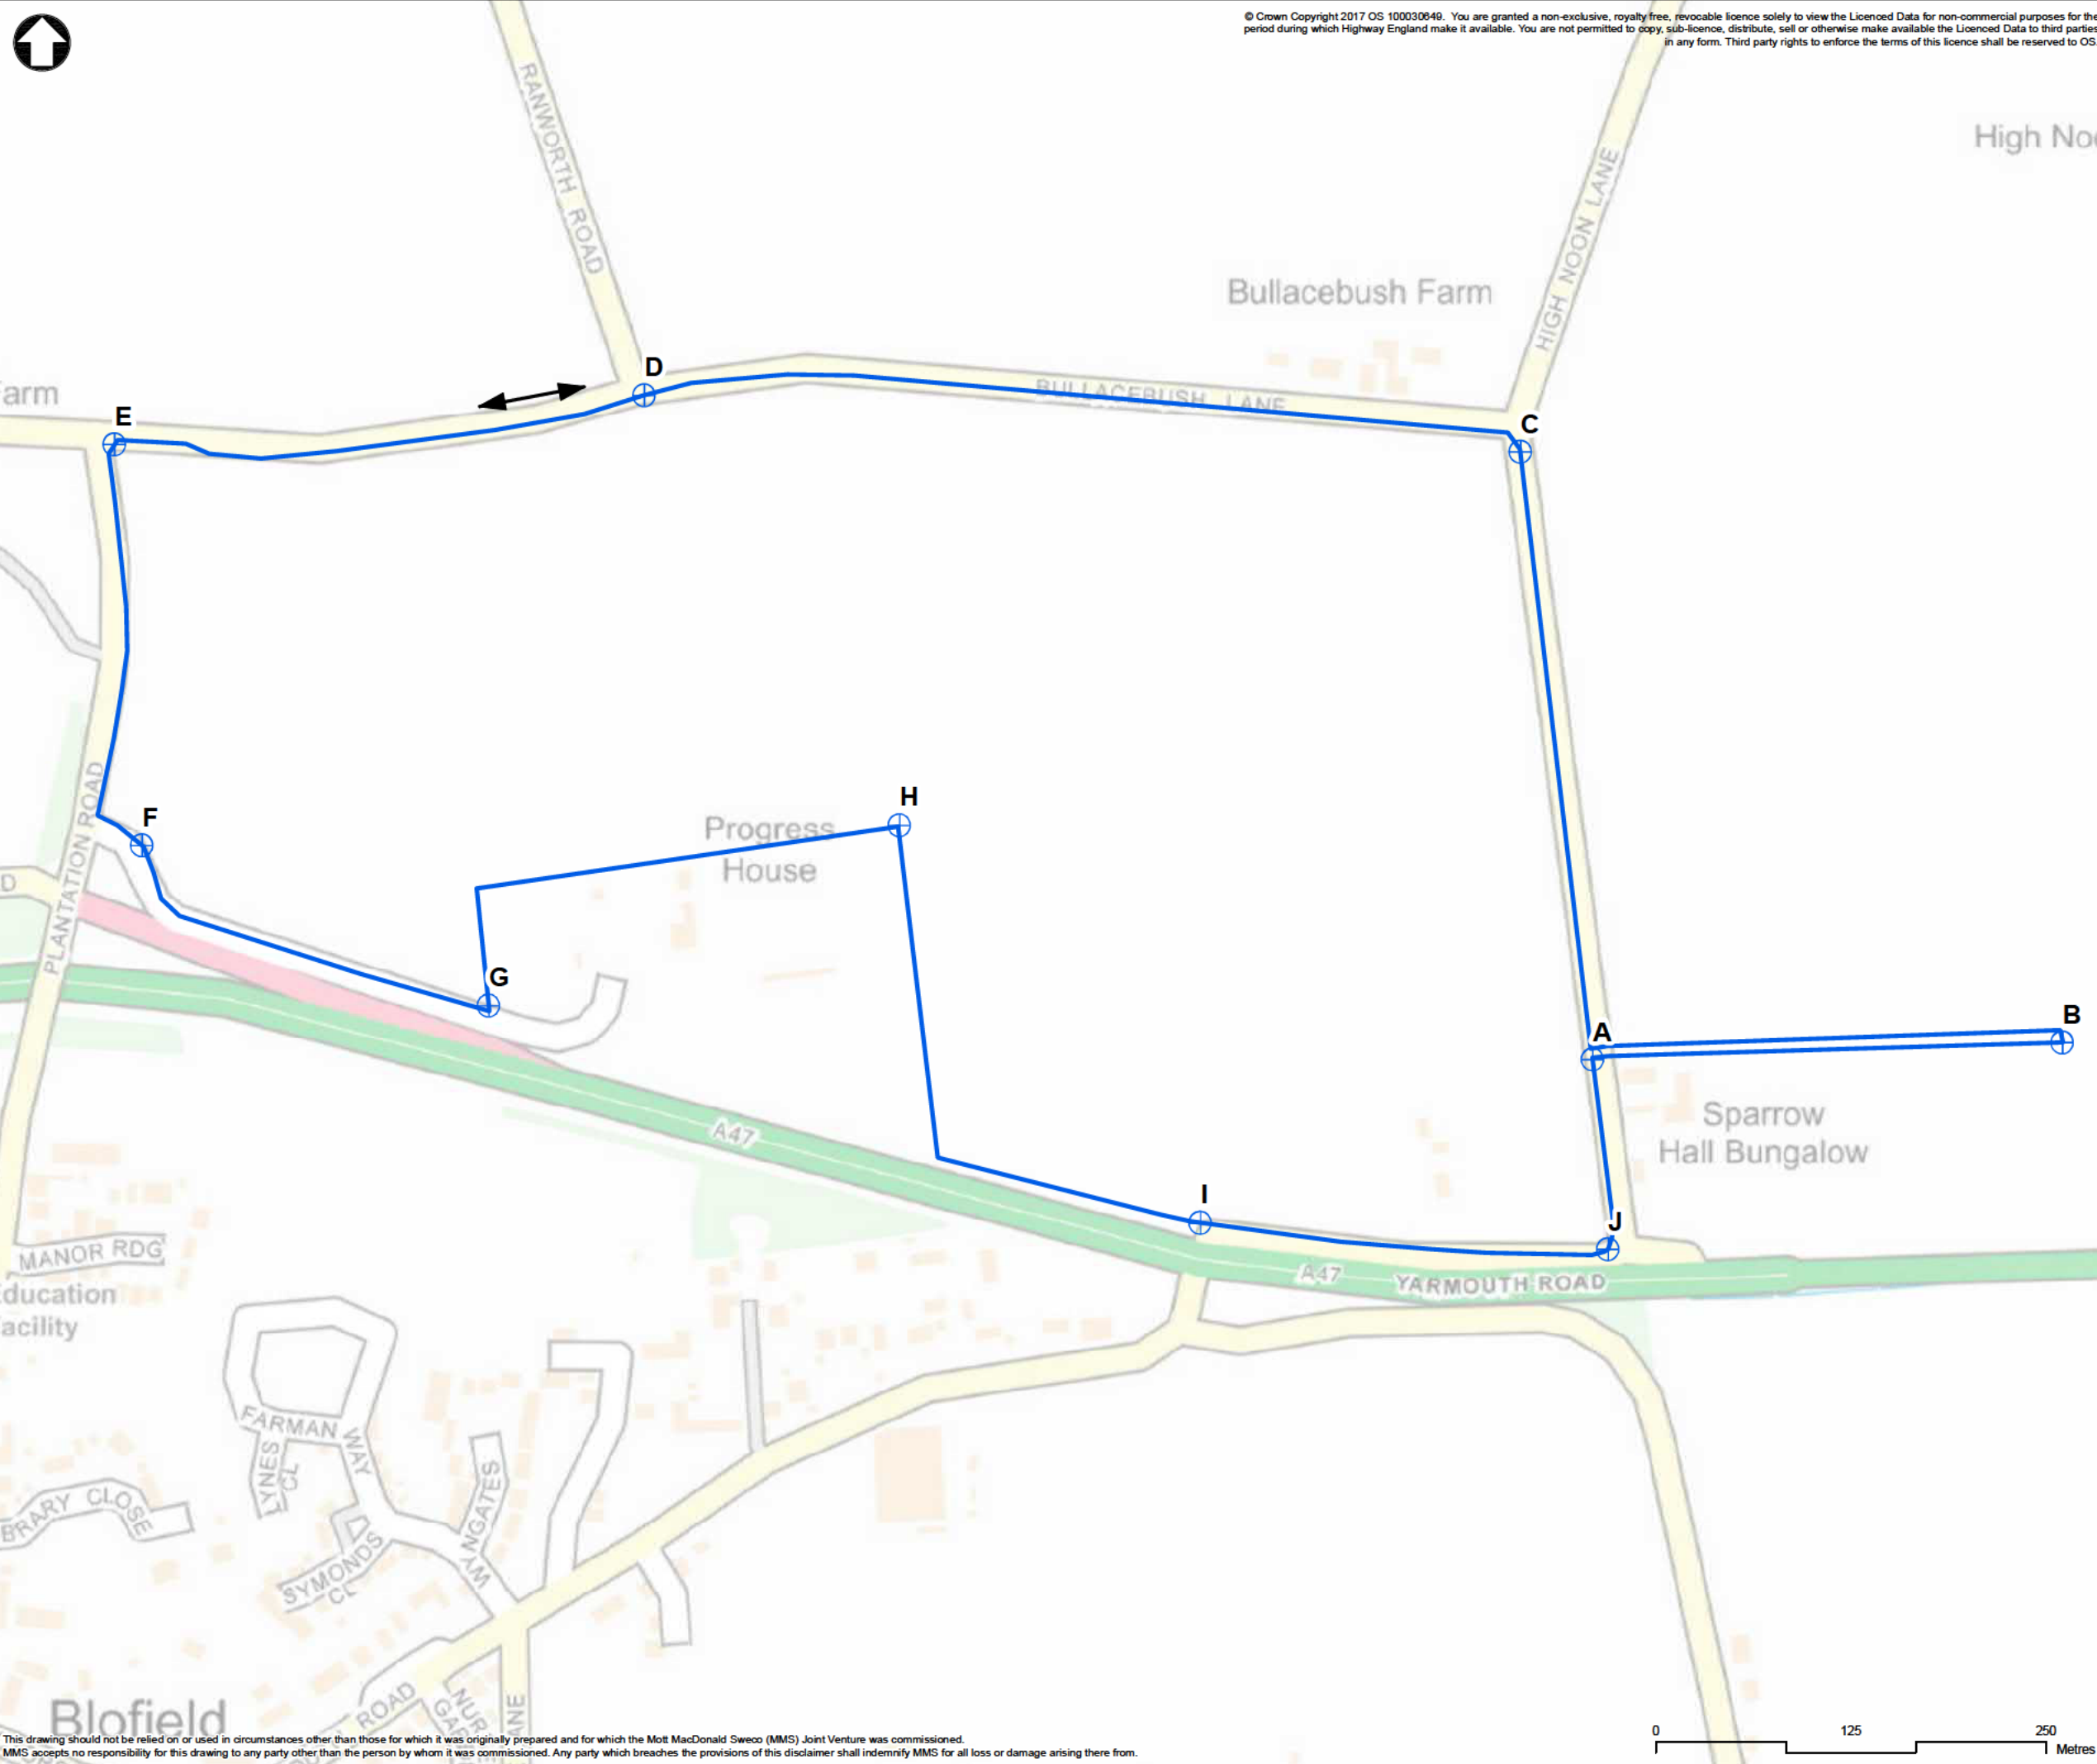 © Crown Copyright 2017 OS 100030649. You are granted a non-exclusive, royalty free, revocable licence solely to view the Licenced Data for non-commercial purposes for the
period during which Highway England make it available. You are not permitted to copy, sub-licence, distribute, sell or otherwise make available the Licenced Data to third parties
in any form. Third party rights to enforce the terms of this licence shall be reserved to OS.
RANWORTH ROAD
High Noo
HIGH NOON LANE
Bullacebush Farm
D
arm
BULLACEBUSH LANE
E
C
H
F
Progress
House
PLANTATION ROAD
D
G
B
A
Sparrow
Hall Bungalow
A47
I
J
MANOR RDG
ducation
acility
A47
YARMOUTH ROAD
FARMAN WAY
LYNES
CL
WYNGATES
BRARY CLOSE
SYMONDS
CL
Blofield
ROAD
NUR
GA
ANE
0
125
250
Metres
This drawing should not be relied on or used in circumstances other than those for which it was originally prepared and for which the Mott MacDonald Sweco (MMS) Joint Venture was commissioned.
MMS accepts no responsibility for this drawing to any party other than the person by whom it was commissioned. Any party which breaches the provisions of this disclaimer shall indemnify MMS for all loss or damage arising there from.